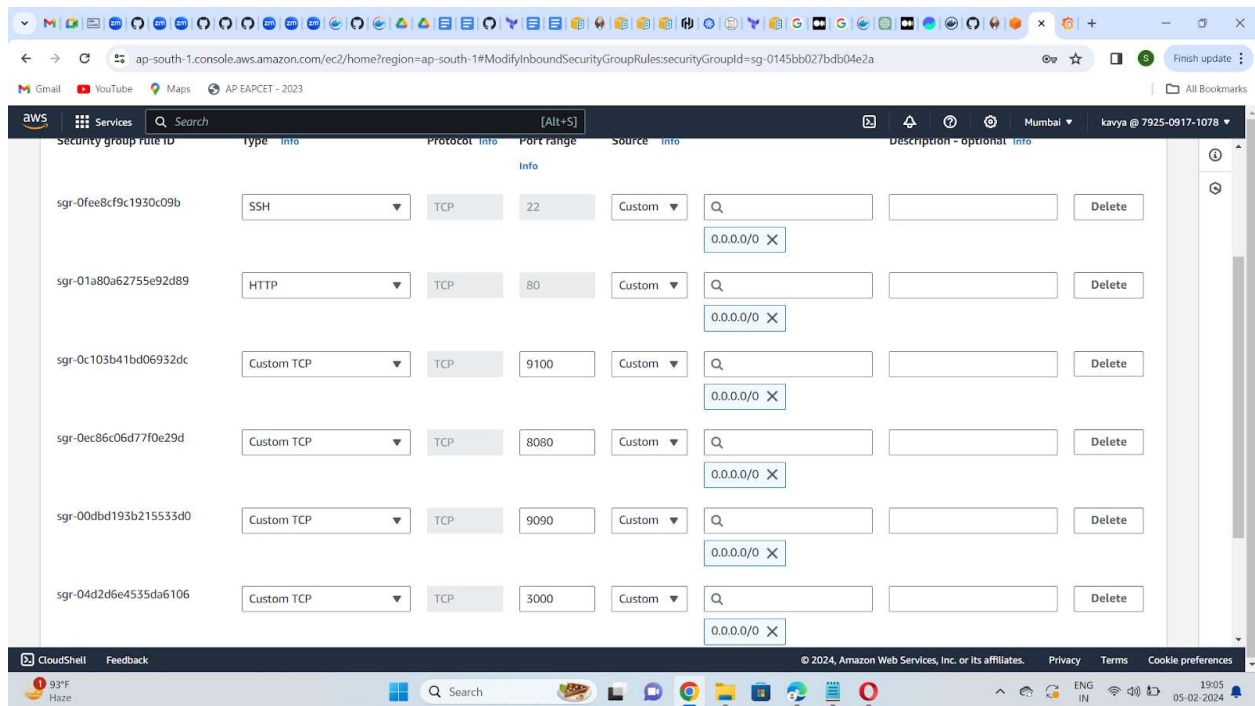 ap-south-1.console.aws.amazon.com/ec2/home?region=ap-south-1#ModifyInboundSecurityGroupRules:securityGroupId=sg-0145bb027bdb04e2a
S
Finish update
Gmail YouTube Maps AP EAPCET - 2023 All Bookmarks
aws Services Search [Alt+S] Mumbai ▼ kavya @ 7925-0917-1078 ▼
Security group rule ID Type Info Protocol Info Port range Source Info Description - optional Info
Info
sgr-0fee8cf9c1930c09b SSH TCP 22 Custom Delete
0.0.0.0/0
sgr-01a80a62755e92d89 HTTP TCP 80 Custom Delete
0.0.0.0/0
sgr-0c103b41bd06932dc Custom TCP TCP 9100 Custom Delete
0.0.0.0/0
sgr-0ec86c06d77f0e29d Custom TCP TCP 8080 Custom Delete
0.0.0.0/0
sgr-00dbd193b215533d0 Custom TCP TCP 9090 Custom Delete
0.0.0.0/0
sgr-04d2d6e4535da6106 Custom TCP TCP 3000 Custom Delete
0.0.0.0/0
CloudShell Feedback © 2024, Amazon Web Services, Inc. or its affiliates. Privacy Terms Cookie preferences
1 93°F Search ENG 19:05
Haze IN 05-02-2024